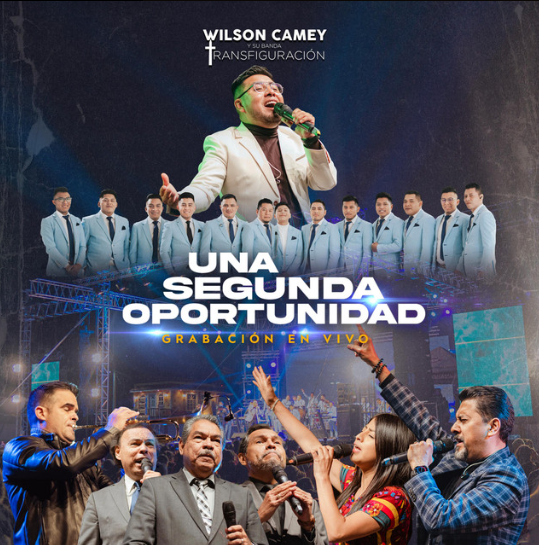 WILSON CAMEY
Y SU BANDA
TRANSFIGURACIÓN
UNA
SEGUNDA
OPORTUNIDAD
GRABACIÓN EN VIVO